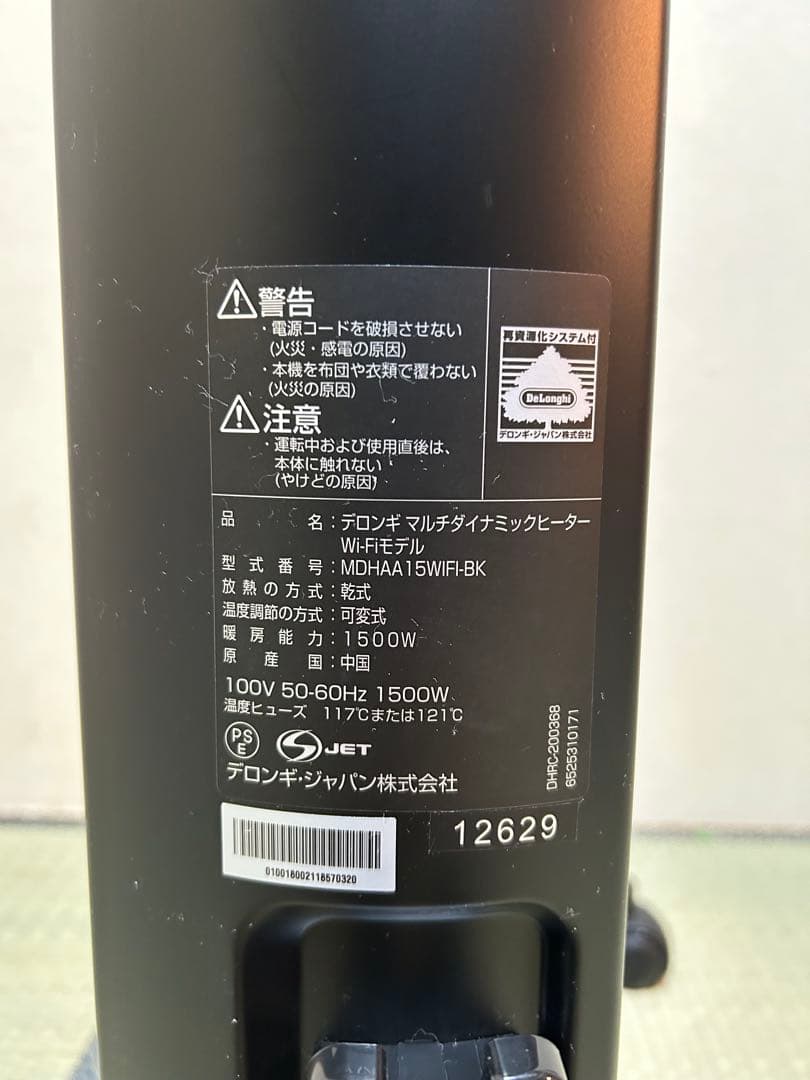 警告
・電源コードを破損させない
(火災・感電の原因)
・本機を布団や衣類で覆わない
(火災の原因)
注意
・運転中および使用直後は、
本体に触れない
(やけどの原因)
再資源化システム付
DeLonghi
デロンギ・ジャパン株式会社
品名：デロンギ マルチダイナミックヒーター
Wi-Fiモデル
型式番号：MDHAA15WIFI-BK
放熱の方式：乾式
温度調節の方式：可変式
暖房能力：1500W
原産国：中国
100V 50-60Hz 1500W
温度ヒューズ 117℃または121℃
PS
E
S JET
デロンギ・ジャパン株式会社
DHRC-200368
6525310171
12629
010018002118570320